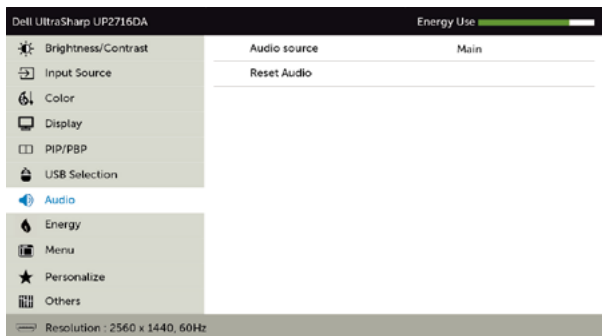 Dell UltraSharp UP2716DA Energy Use
Brightness/Contrast Audio source Main
Input Source Reset Audio
Color
Display
PIP/PBP
USB Selection
Audio
Energy
Menu
Personalize
Others
Resolution : 2560 x 1440, 60Hz